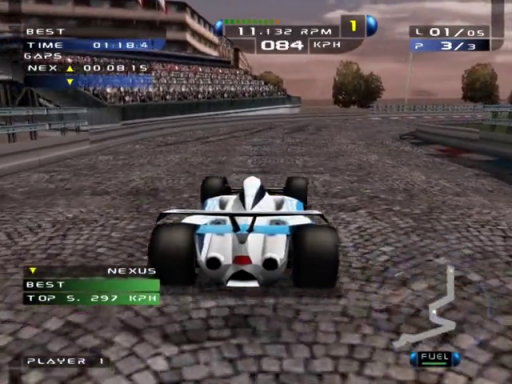 BEST
TIME 01:18:4
GAPS
NEX ▲ 00:08:15
▼
11.132 RPM
084 KPH
1
L 01/05
P 3/3
▼ NEXUS
BEST
TOP S. 297 KPH
PLAYER 1
FUEL